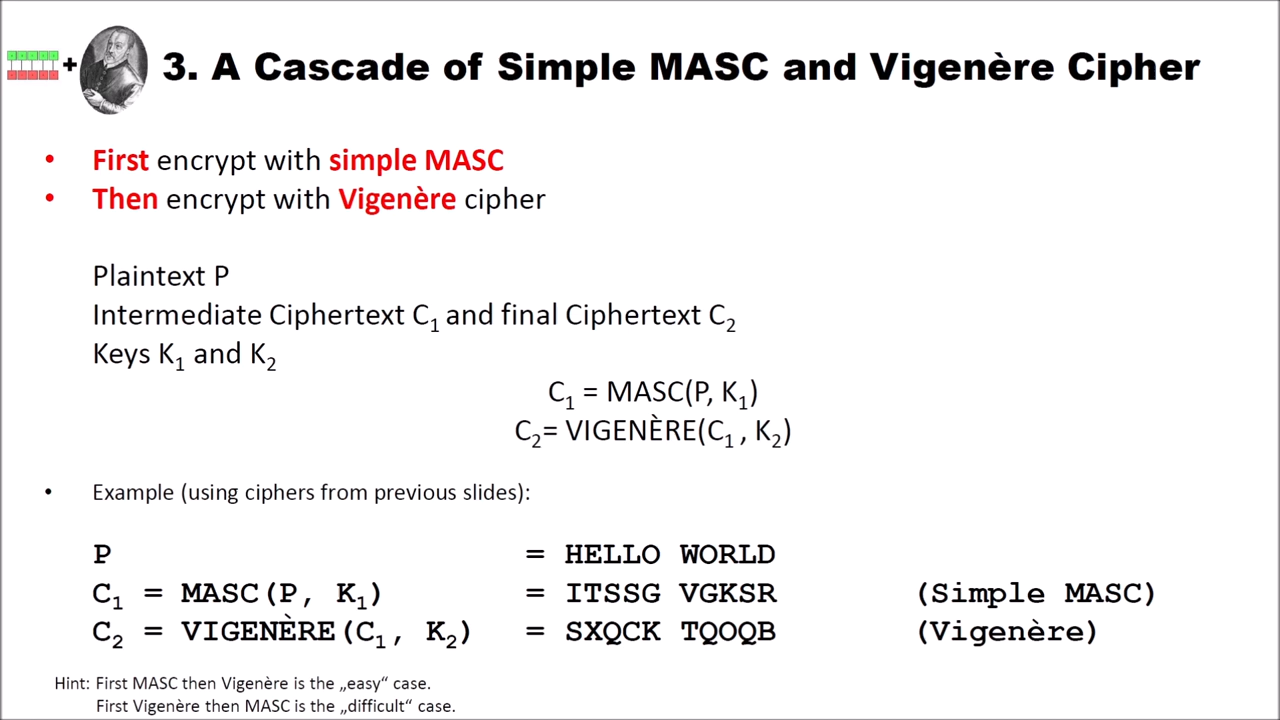 + 3. A Cascade of Simple MASC and Vigenère Cipher
• First encrypt with simple MASC
• Then encrypt with Vigenère cipher
Plaintext P
Intermediate Ciphertext C₁ and final Ciphertext C₂
Keys K₁ and K₂
C₁ = MASC(P, K₁)
C₂= VIGENÈRE(C₁ , K₂)
• Example (using ciphers from previous slides):
P = HELLO WORLD
C₁ = MASC(P, K₁) = ITSSG VGKSR (Simple MASC)
C₂ = VIGENÈRE(C₁, K₂) = SXQCK TQOQB (Vigenère)
Hint: First MASC then Vigenère is the „easy“ case.
First Vigenère then MASC is the „difficult“ case.